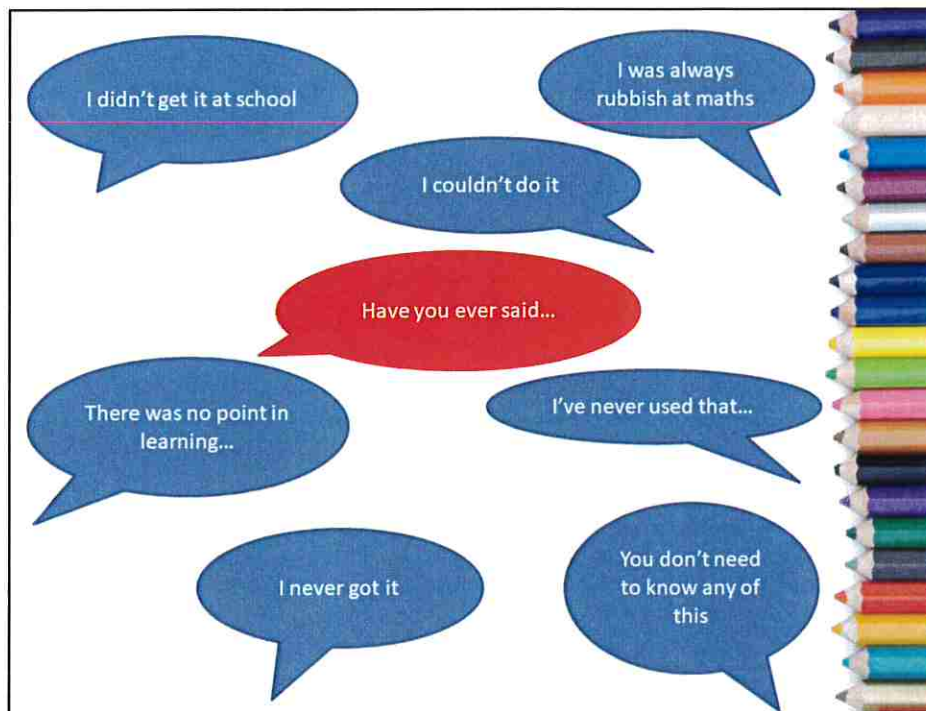 I didn't get it at school
I was always
rubbish at maths
I couldn't do it
Have you ever said...
There was no point in
learning...
I've never used that...
I never got it
You don't need
to know any of
this